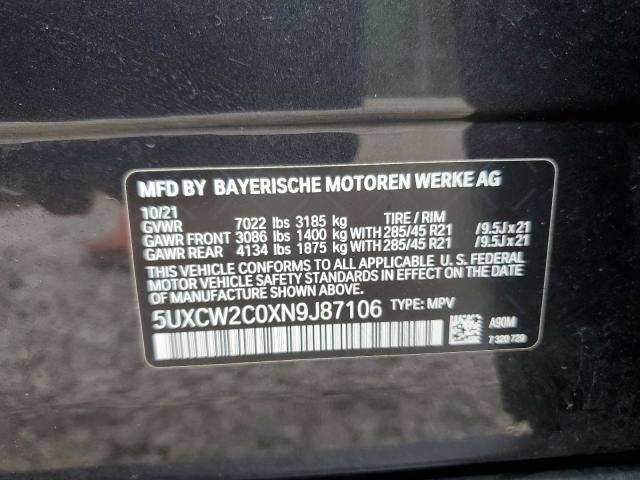 MFD BY BAYERISCHE MOTOREN WERKE AG
10/21 TIRE / RIM
GVWR 7022 lbs 3185 kg
GAWR FRONT 3086 lbs 1400 kg WITH 285/45 R21 /9.5Jx21
GAWR REAR 4134 lbs 1875 kg WITH 285/45 R21 /9.5Jx21
THIS VEHICLE CONFORMS TO ALL APPLICABLE U. S. FEDERAL
MOTOR VEHICLE SAFETY STANDARDS IN EFFECT ON THE
DATE OF MANUFACTURE SHOWN ABOVE.
5UXCW2C0XN9J87106 TYPE: MPV
A90M
7 320 729